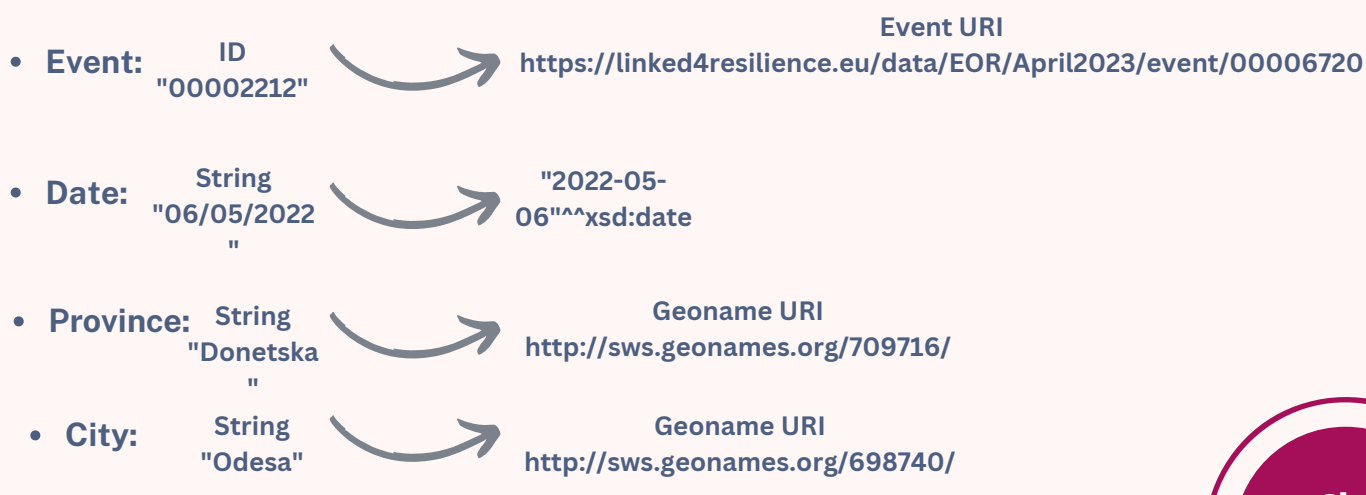 Event URI
• Event: ID https://linked4resilience.eu/data/EOR/April2023/event/00006720
"00002212"
• Date: String "2022-05-
"06/05/2022 06"^^xsd:date
"
• Province: String Geoname URI
"Donetska http://sws.geonames.org/709716/
"
• City: String Geoname URI
"Odesa" http://sws.geonames.org/698740/